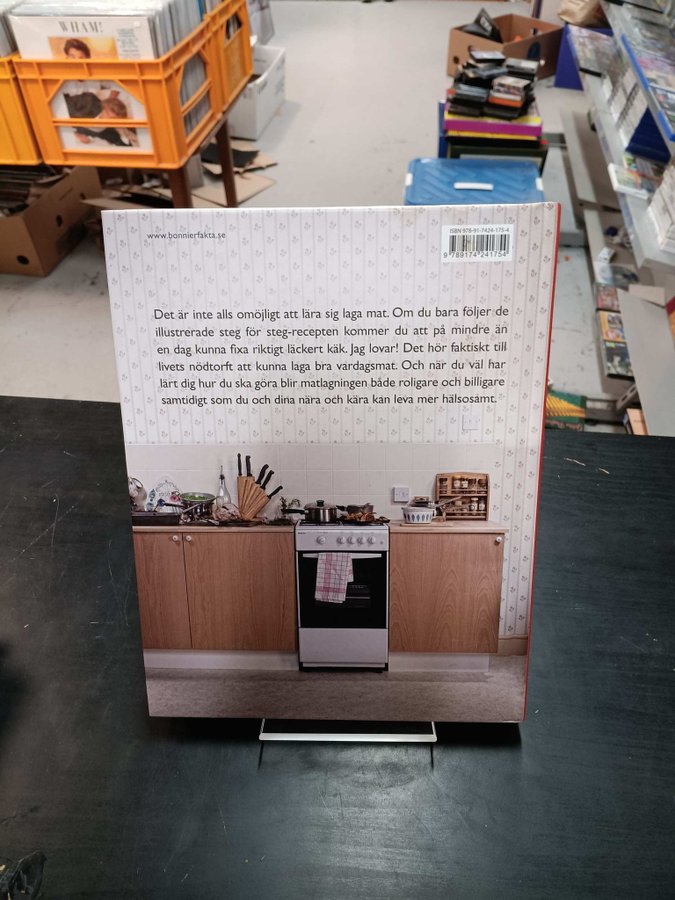 WHAM!
www.bonnierfakta.se
ISBN 978-91-7424-175-4
9 789174 241754
Det är inte alls omöjligt att lära sig laga mat. Om du bara följer de
illustrerade steg för steg-recepten kommer du att på mindre än
en dag kunna fixa riktigt läckert käk. Jag lovar! Det hör faktiskt till
livets nödtorft att kunna laga bra vardagsmat. Och när du väl har
lärt dig hur du ska göra blir matlagningen både roligare och billigare
samtidigt som du och dina nära och kära kan leva mer hälsosamt.